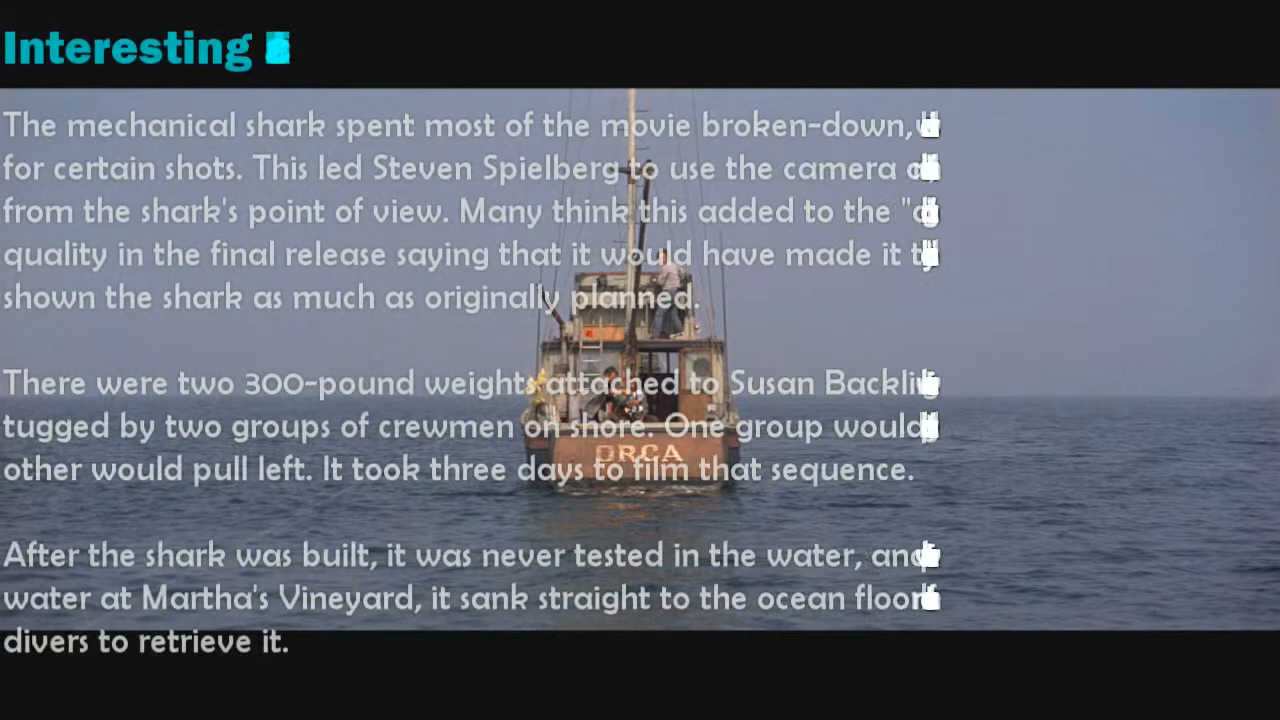 Interesting
The mechanical shark spent most of the movie broken-down,
for certain shots. This led Steven Spielberg to use the camera
from the shark's point of view. Many think this added to the
quality in the final release saying that it would have made it
shown the shark as much as originally planned.
There were two 300-pound weights attached to Susan
tugged by two groups of crewmen on shore. One group would
other would pull left. It took three days to film that sequence.
After the shark was built, it was never tested in the water, and
water at Martha's Vineyard, it sank straight to the ocean floor
divers to retrieve it.
ORCA